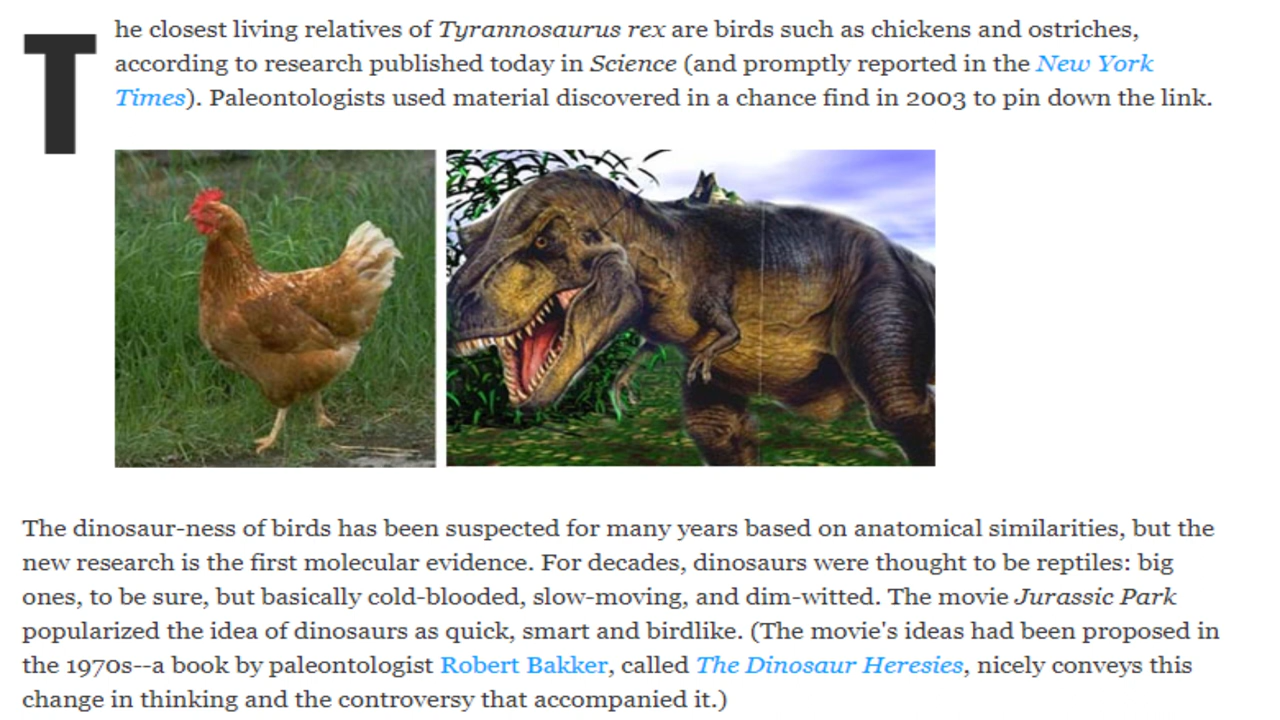 The closest living relatives of Tyrannosaurus rex are birds such as chickens and ostriches,
according to research published today in Science (and promptly reported in the New York
Times). Paleontologists used material discovered in a chance find in 2003 to pin down the link.
The dinosaur-ness of birds has been suspected for many years based on anatomical similarities, but the
new research is the first molecular evidence. For decades, dinosaurs were thought to be reptiles: big
ones, to be sure, but basically cold-blooded, slow-moving, and dim-witted. The movie Jurassic Park
popularized the idea of dinosaurs as quick, smart and birdlike. (The movie's ideas had been proposed in
the 1970s--a book by paleontologist Robert Bakker, called The Dinosaur Heresies, nicely conveys this
change in thinking and the controversy that accompanied it.)